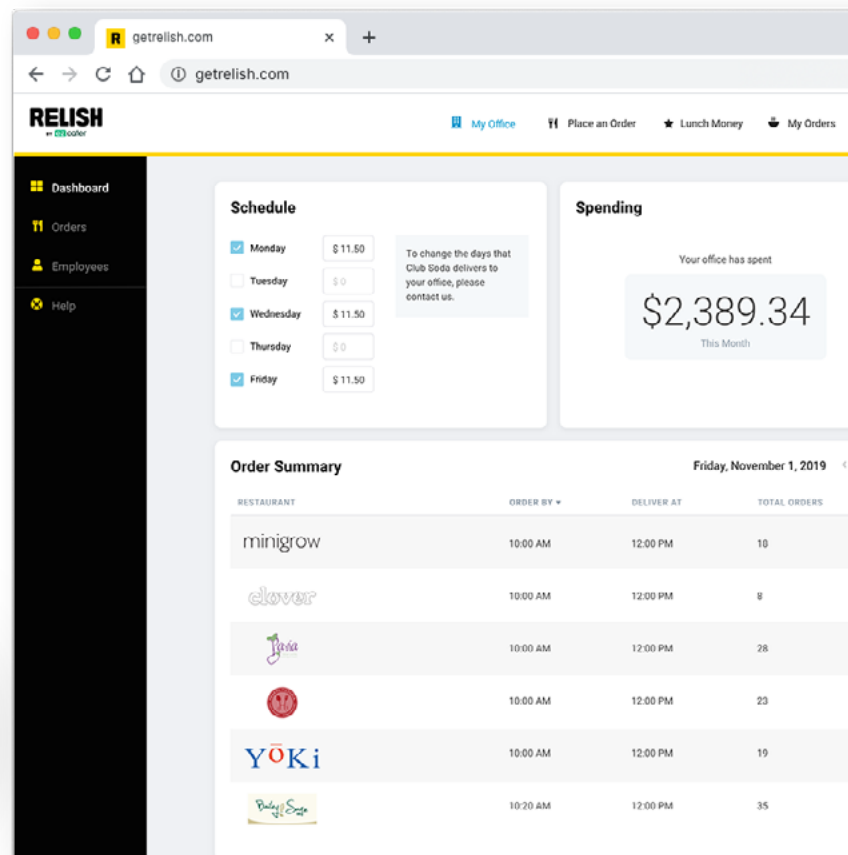 R getrelish.com
getrelish.com
RELISH
BY ezCater
My Office Place an Order Lunch Money My Orders
Dashboard
Orders
Employees
Help
Schedule
Monday $ 11.50
Tuesday $ 0
Wednesday $ 11.50
Thursday $ 0
Friday $ 11.50
To change the days that
Club Soda delivers to
your office, please
contact us.
Spending
Your office has spent
$2,389.34
This Month
Order Summary
Friday, November 1, 2019
RESTAURANT ORDER BY DELIVER AT TOTAL ORDERS
minigrow 10:00 AM 12:00 PM
clover 10:00 AM 12:00 PM
10:00 AM 12:00 PM 28
10:00 AM 12:00 PM 23
YōKi 10:00 AM 12:00 PM 19
10:20 AM 12:00 PM 35